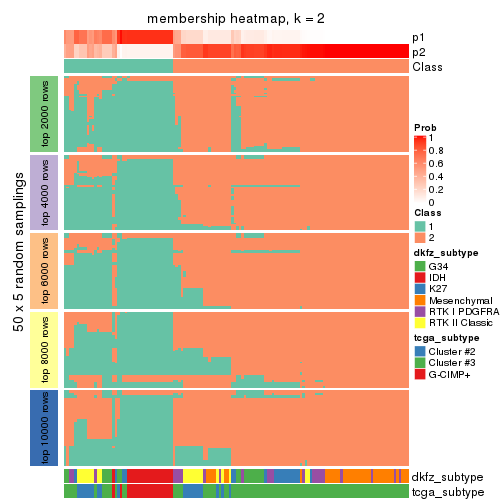 membership heatmap, k = 2
p1
p2
Class
50 x 5 random samplings
top 2000 rows
top 4000 rows
top 6000 rows
top 8000 rows
top 10000 rows
dkfz_subtype
tcga_subtype
Prob
1
0.8
0.6
0.4
0.2
0
Class
1
2
dkfz_subtype
G34
IDH
K27
Mesenchymal
RTK I PDGFRA
RTK II Classic
tcga_subtype
Cluster #2
Cluster #3
G-CIMP+